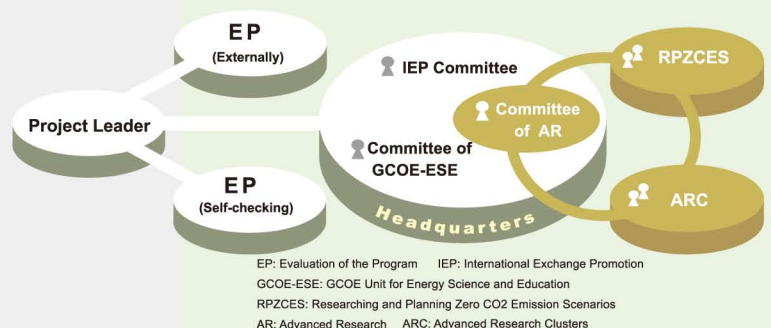 EP
(Externally)
Project Leader
EP
(Self-checking)
IEP Committee
Committee of
GCOE-ESE
Committee
of AR
Headquarters
RPZCES
ARC
EP: Evaluation of the Program IEP: International Exchange Promotion
GCOE-ESE: GCOE Unit for Energy Science and Education
RPZCES: Researching and Planning Zero CO2 Emission Scenarios
AR: Advanced Research ARC: Advanced Research Clusters